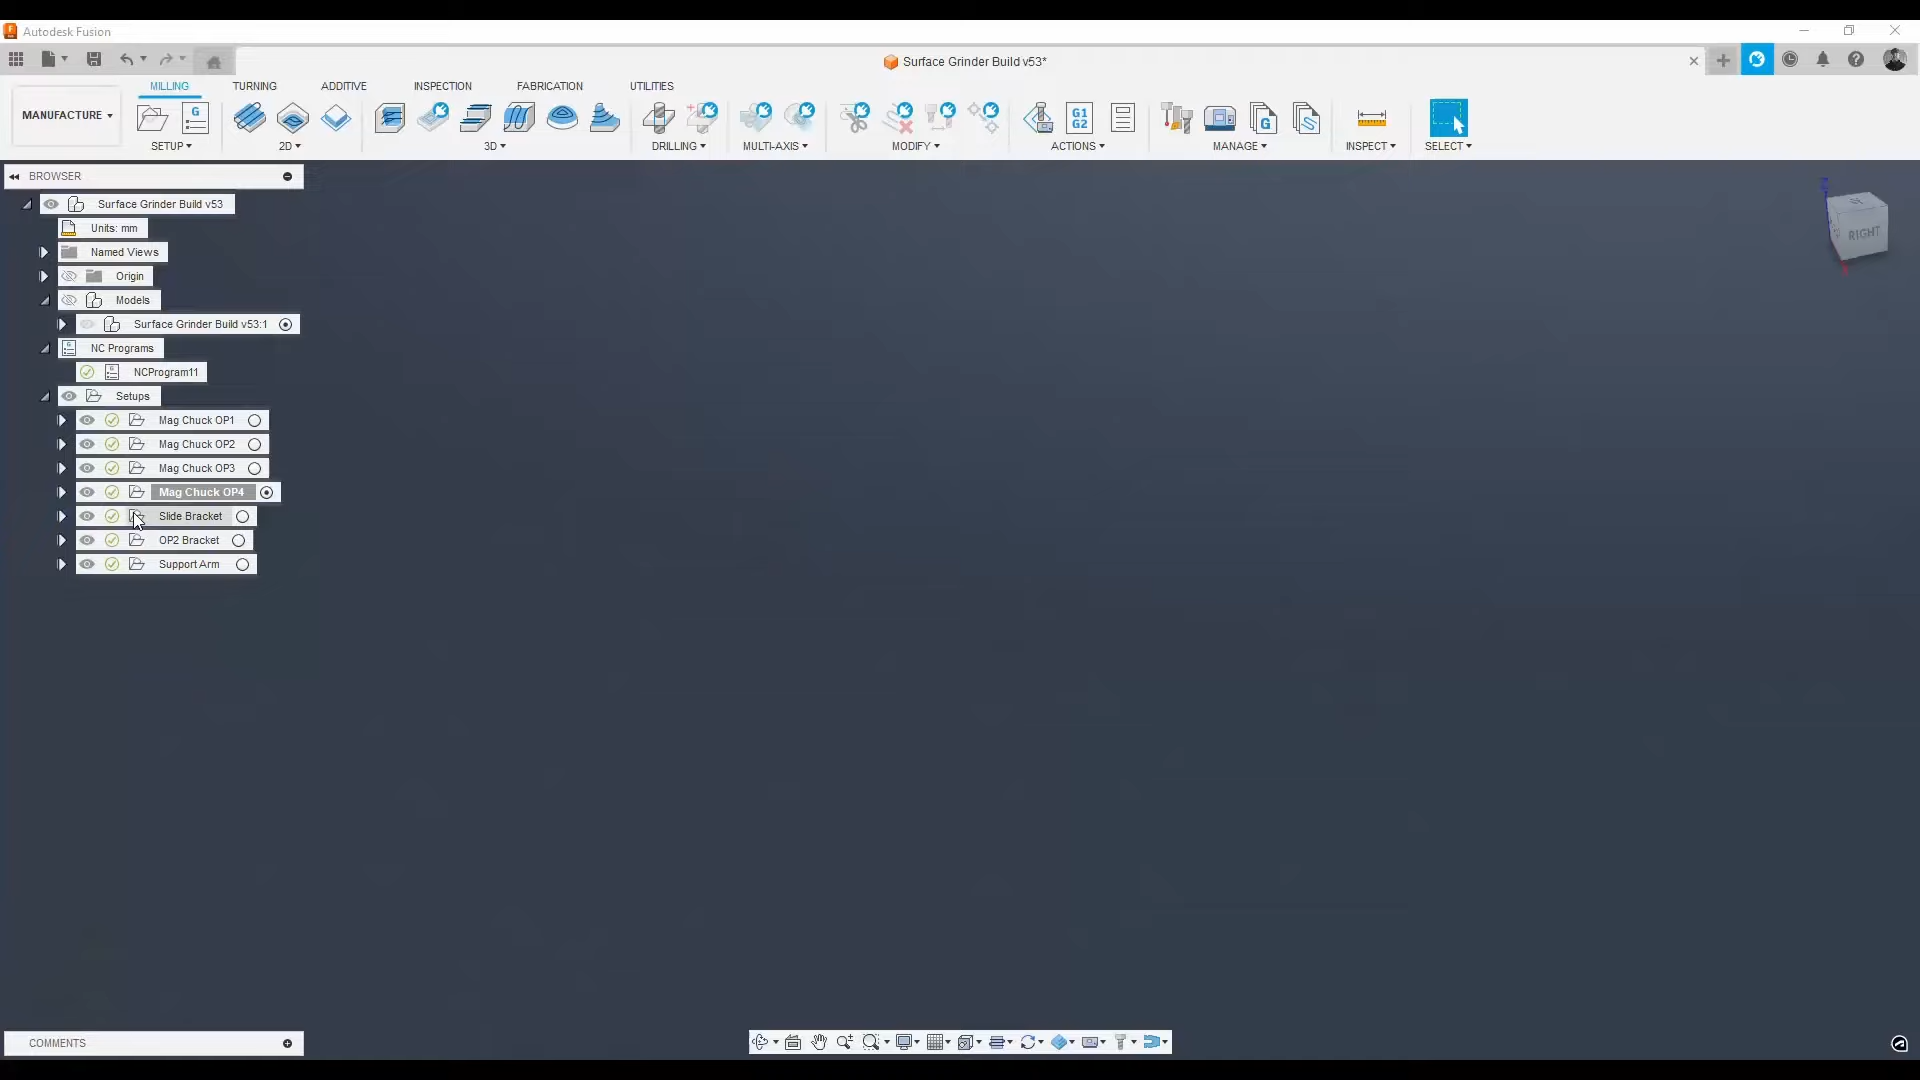 Autodesk Fusion
Surface Grinder Build v53*
MANUFACTURE
MILLING
TURNING
ADDITIVE
INSPECTION
FABRICATION
UTILITIES
G1
G2
SETUP
2D
3D
DRILLING
MULTI-AXIS
MODIFY
ACTIONS
MANAGE
INSPECT
SELECT
BROWSER
Surface Grinder Build v53
Units: mm
Named Views
Origin
Models
Surface Grinder Build v53:1
NC Programs
NCProgram11
Setups
Mag Chuck OP1
Mag Chuck OP2
Mag Chuck OP3
Mag Chuck OP4
Slide Bracket
OP2 Bracket
Support Arm
RIGHT
COMMENTS